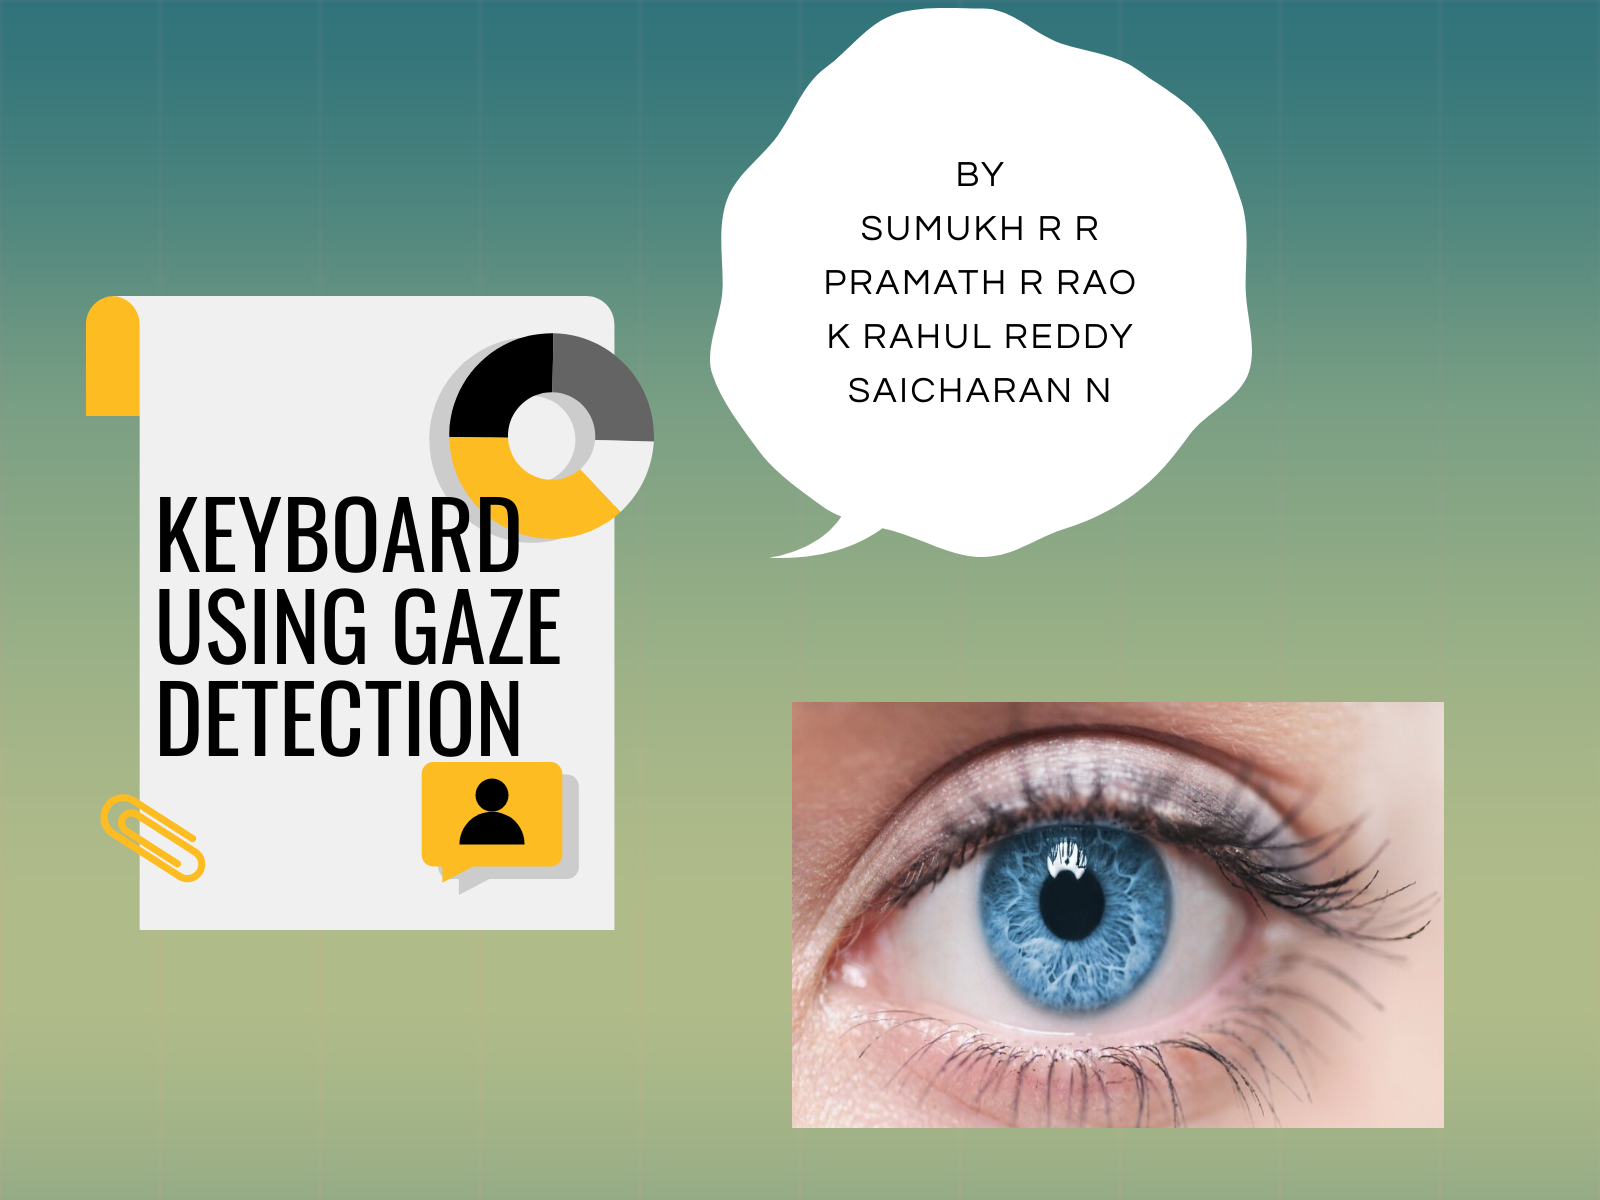 BY
SUMUKH R R
PRAMATH R RAO
K RAHUL REDDY
SAICHARAN N
KEYBOARD
USING GAZE
DETECTION